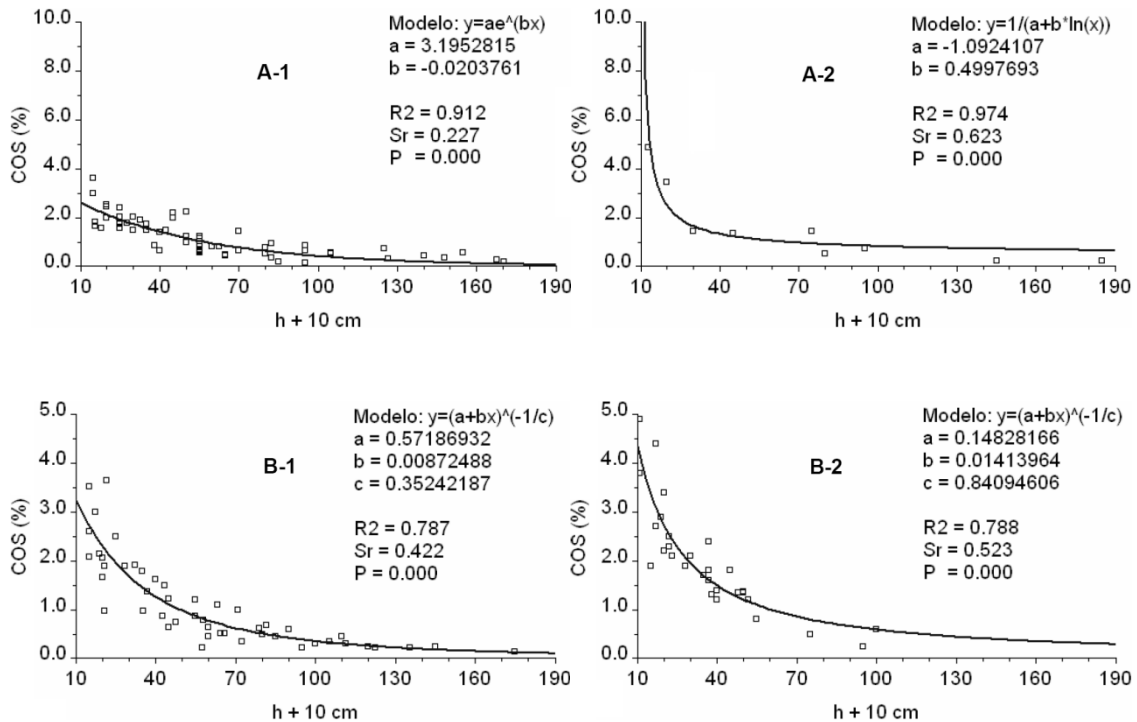 10.0
8.0
6.0
4.0
2.0
0.0
COS (%)
10 40 70 100 130 160 190
h + 10 cm
A-1
Modelo: y=ae^(bx)
a = 3.1952815
b = -0.0203761
R2 = 0.912
Sr = 0.227
P = 0.000
10.0
8.0
6.0
4.0
2.0
0.0
COS (%)
10 40 70 100 130 160 190
h + 10 cm
A-2
Modelo: y=1/(a+b*ln(x))
a = -1.0924107
b = 0.4997693
R2 = 0.974
Sr = 0.623
P = 0.000
5.0
4.0
3.0
2.0
1.0
0.0
COS (%)
10 40 70 100 130 160 190
h + 10 cm
B-1
Modelo: y=(a+bx)^(-1/c)
a = 0.57186932
b = 0.00872488
c = 0.35242187
R2 = 0.787
Sr = 0.422
P = 0.000
5.0
4.0
3.0
2.0
1.0
0.0
COS (%)
10 40 70 100 130 160 190
h + 10 cm
B-2
Modelo: y=(a+bx)^(-1/c)
a = 0.14828166
b = 0.01413964
c = 0.84094606
R2 = 0.788
Sr = 0.523
P = 0.000